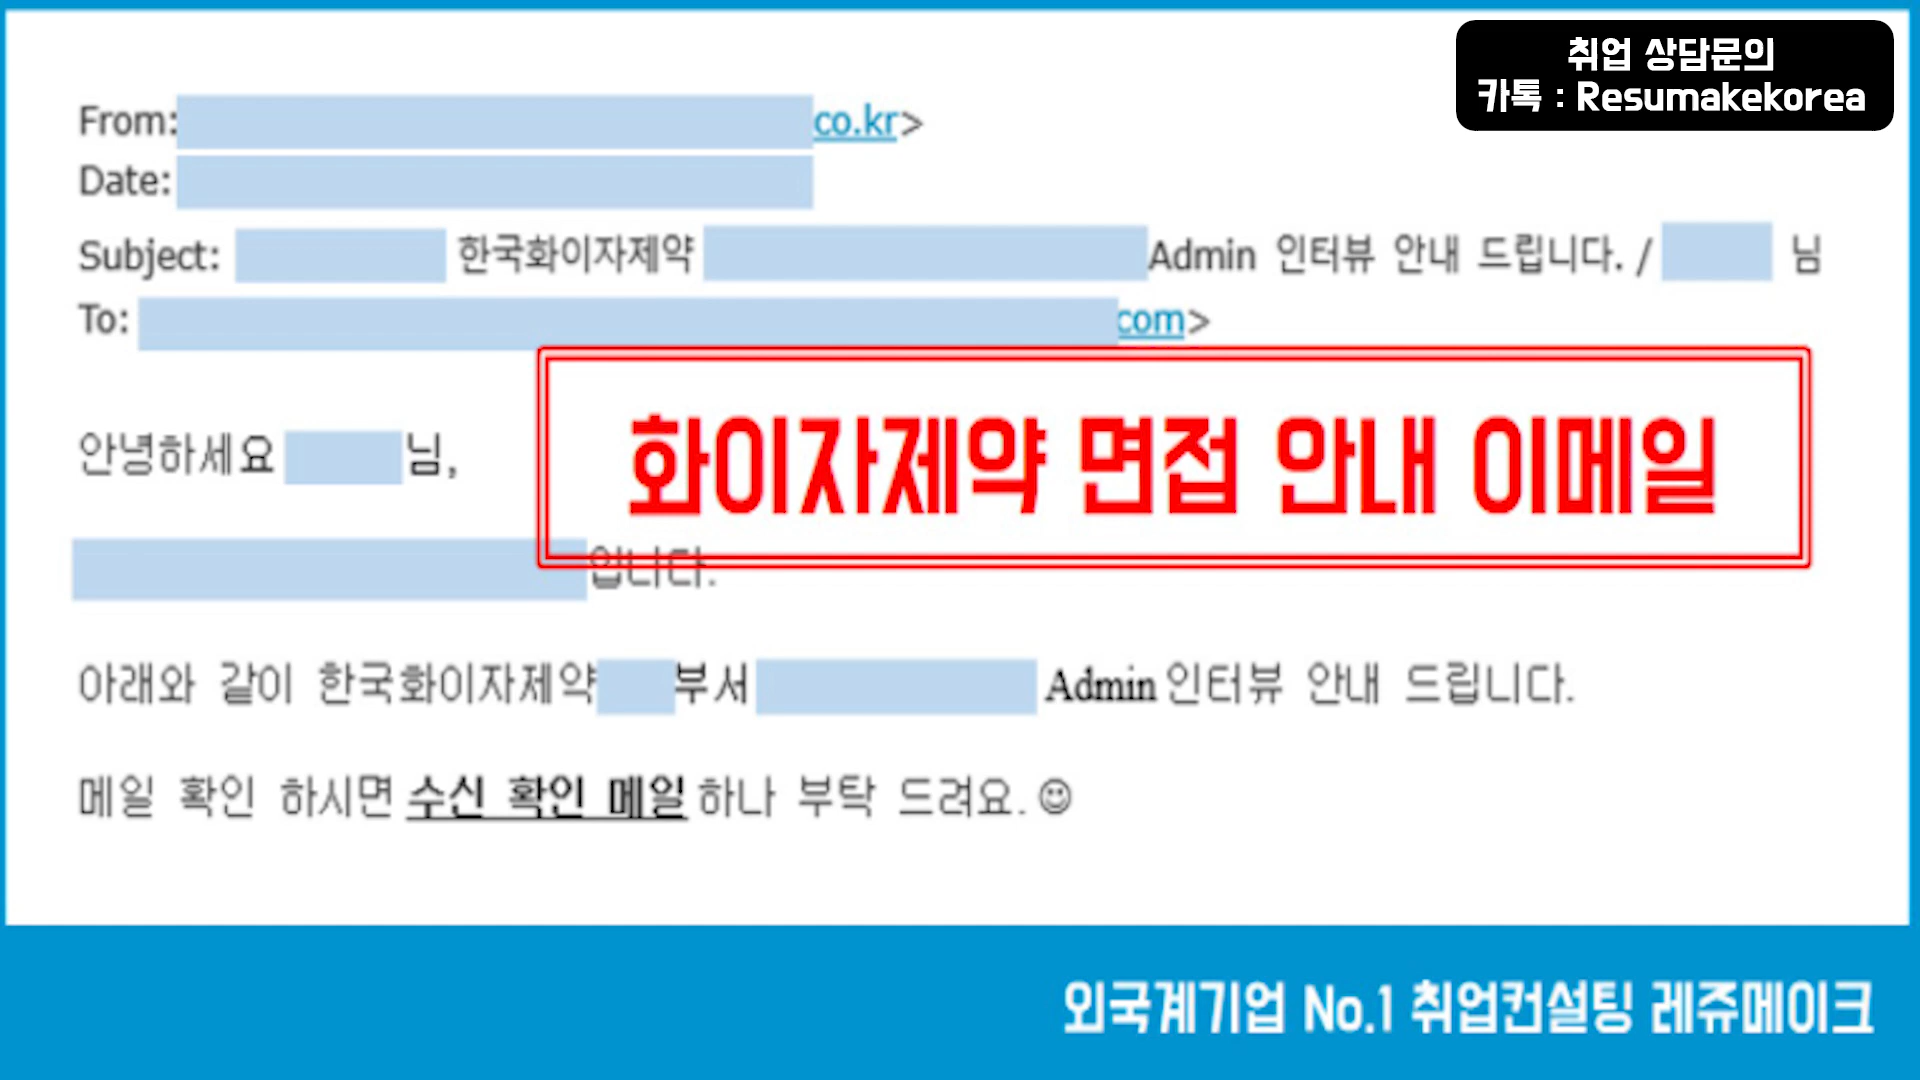 취업 상담문의
카톡 : Resumakekorea
From: co.kr>
Date:
Subject: 한국화이자제약 Admin 인터뷰 안내 드립니다. / 님
To: com>
화이자제약 면접 안내 이메일
안녕하세요 님,
입니다.
아래와 같이 한국화이자제약 부서 Admin 인터뷰 안내 드립니다.
메일 확인 하시면 수신 확인 메일 하나 부탁 드려요. ☺
외국계기업 No.1 취업컨설팅 레쥬메이크